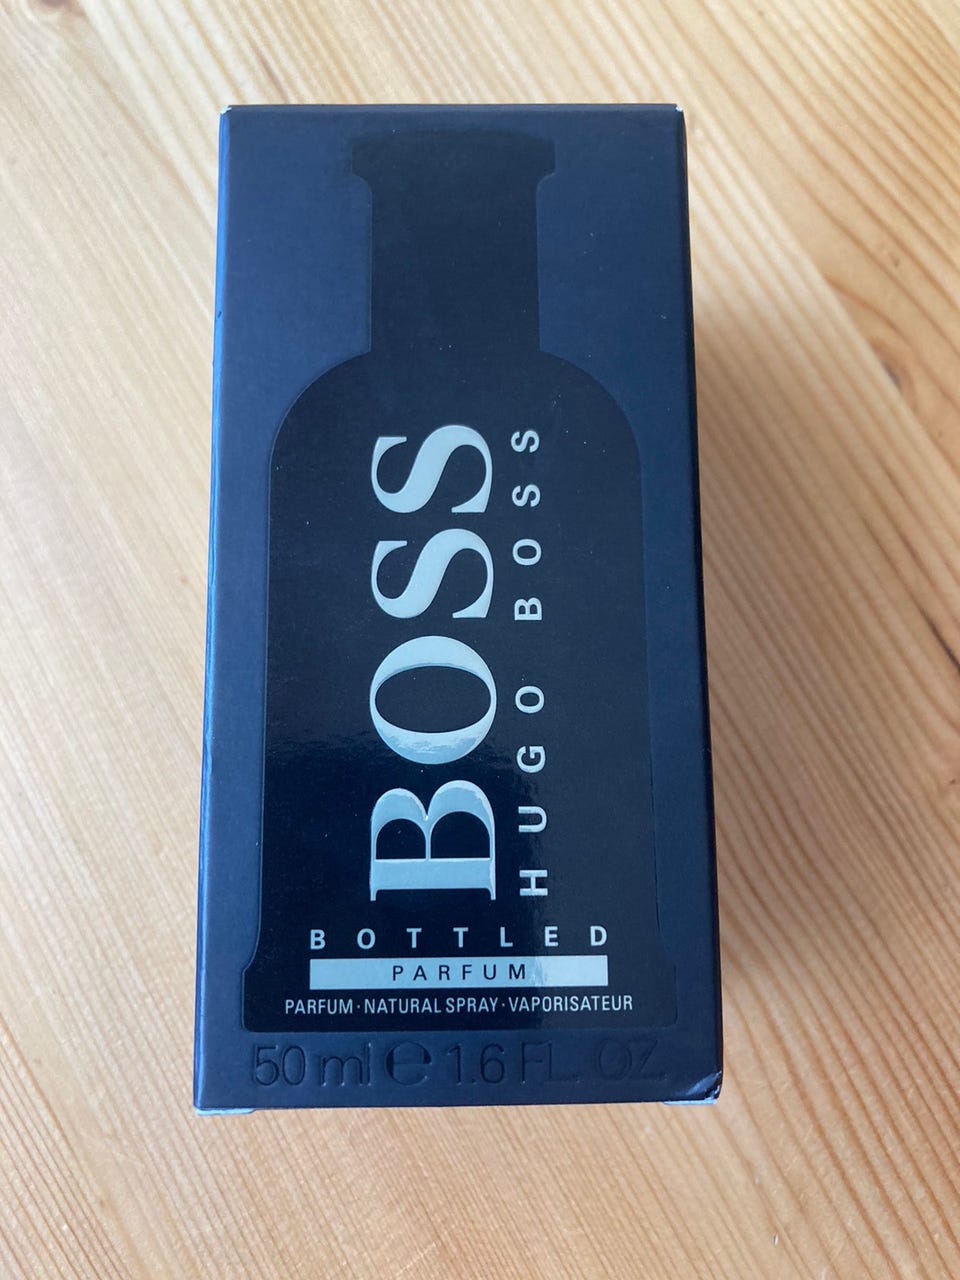 BOSS
HUGO BOSS
BOTTLED
PARFUM
PARFUM·NATURAL SPRAY·VAPORISATEUR
50 ml ℮ 1.6 FL. OZ